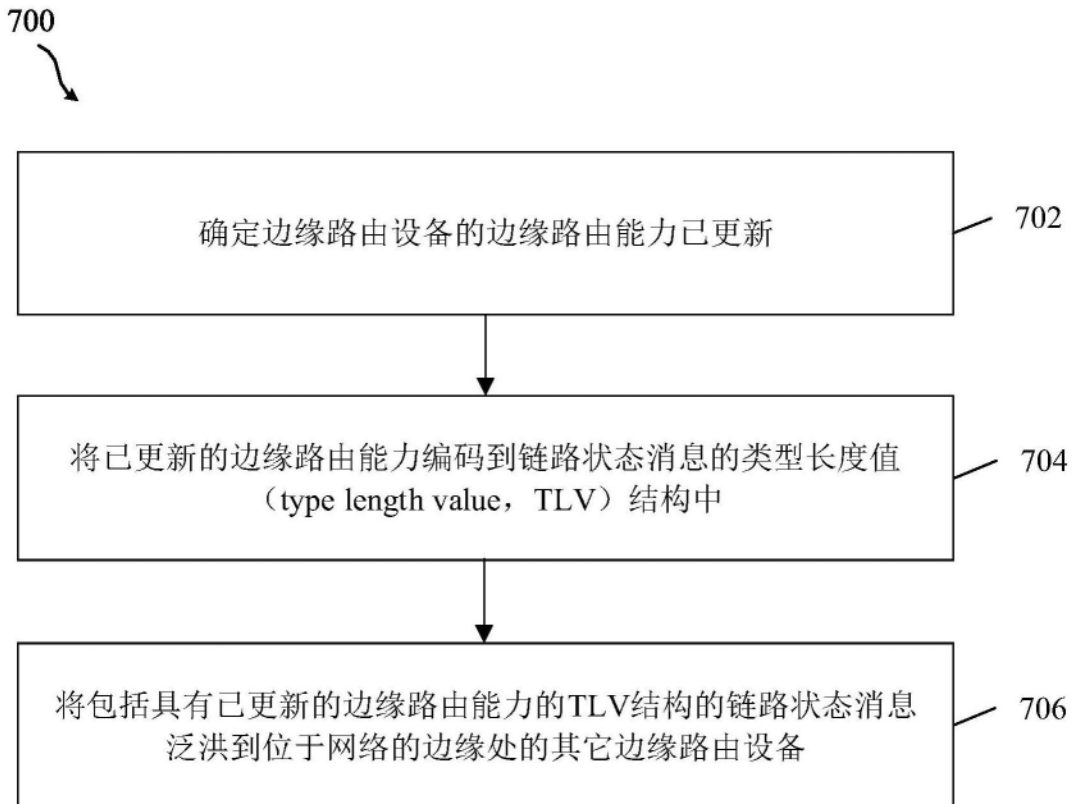 700
确定边缘路由设备的边缘路由能力已更新
702
将已更新的边缘路由能力编码到链路状态消息的类型长度值
（type length value，TLV）结构中
704
将包括具有已更新的边缘路由能力的TLV结构的链路状态消息
泛洪到位于网络的边缘处的其它边缘路由设备
706